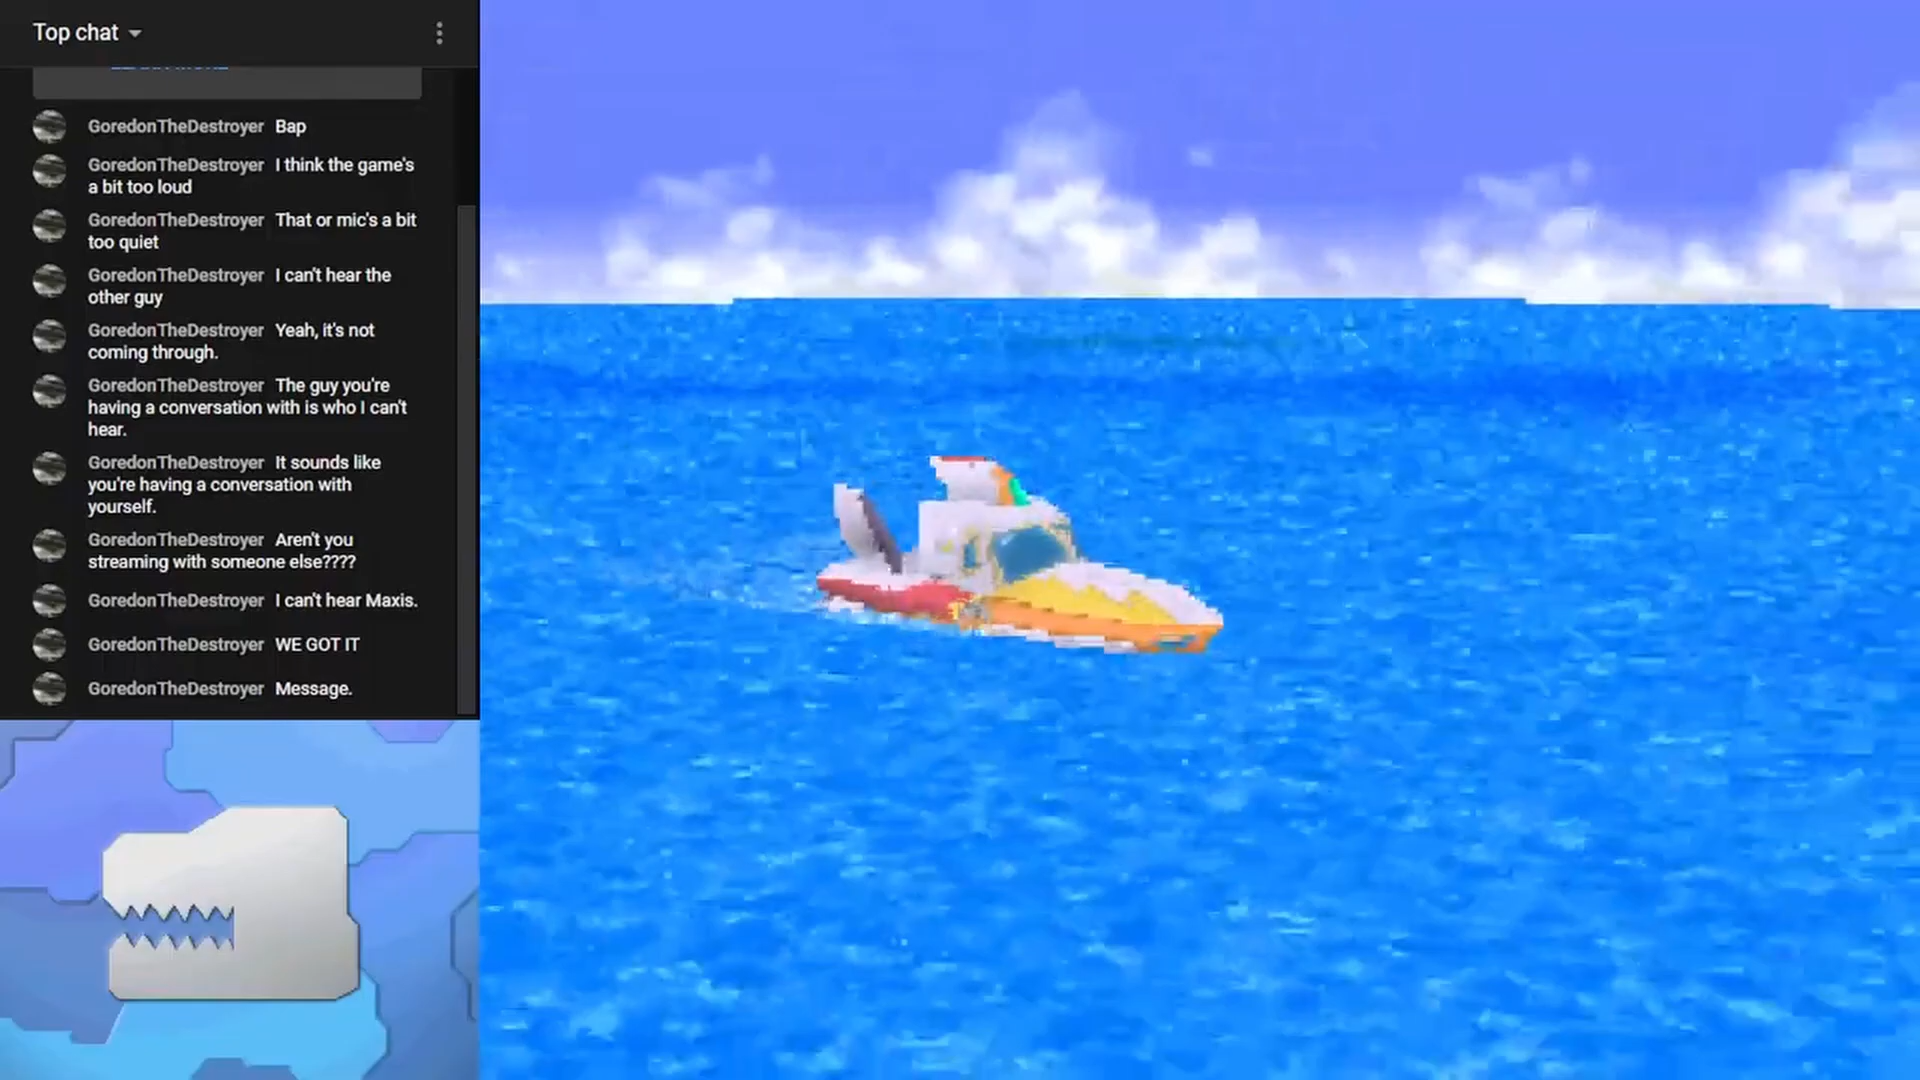 Top chat
GoredonTheDestroyer Bap
GoredonTheDestroyer I think the game's
a bit too loud
GoredonTheDestroyer That or mic's a bit
too quiet
GoredonTheDestroyer I can't hear the
other guy
GoredonTheDestroyer Yeah, it's not
coming through.
GoredonTheDestroyer The guy you're
having a conversation with is who I can't
hear.
GoredonTheDestroyer It sounds like
you're having a conversation with
yourself.
GoredonTheDestroyer Aren't you
streaming with someone else????
GoredonTheDestroyer I can't hear Maxis.
GoredonTheDestroyer WE GOT IT
GoredonTheDestroyer Message.